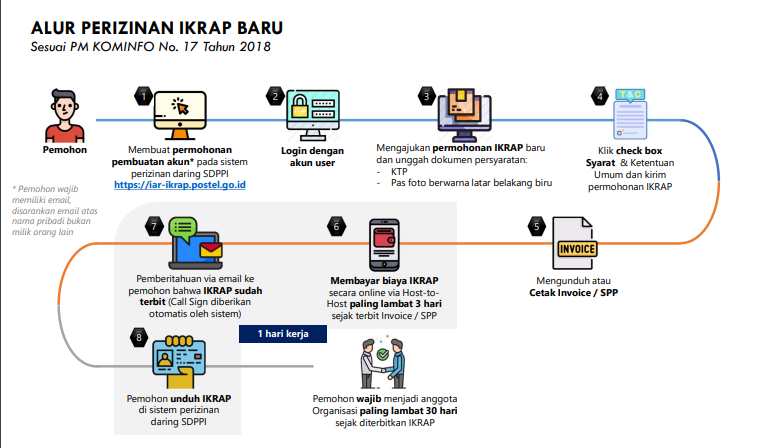 ALUR PERIZINAN IKRAP BARU
Sesuai PM KOMINFO No. 17 Tahun 2018
Pemohon
1
Membuat permohonan
pembuatan akun* pada sistem
perizinan daring SDPPI
https://iar-ikrap.postel.go.id
2
Login dengan
akun user
3
Mengajukan permohonan IKRAP baru
dan unggah dokumen persyaratan:
- KTP
- Pas foto berwarna latar belakang biru
4
T&C
Klik check box
Syarat & Ketentuan
Umum dan kirim
permohonan IKRAP
* Pemohon wajib
memiliki email,
disarankan email atas
nama pribadi bukan
milik orang lain
5
INVOICE
Mengunduh atau
Cetak Invoice / SPP
6
Membayar biaya IKRAP
secara online via Host-to-
Host paling lambat 3 hari
sejak terbit Invoice / SPP
7
Pemberitahuan via email ke
pemohon bahwa IKRAP sudah
terbit (Call Sign diberikan
otomatis oleh sistem)
1 hari kerja
8
Pemohon unduh IKRAP
di sistem perizinan
daring SDPPI
Pemohon wajib menjadi anggota
Organisasi paling lambat 30 hari
sejak diterbitkan IKRAP